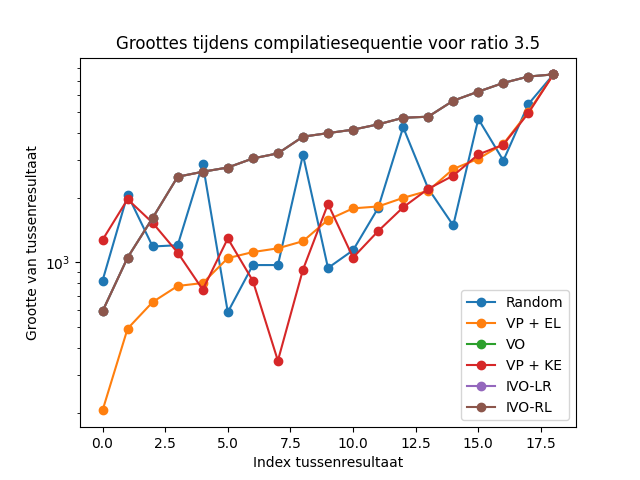 Groottes tijdens compilatiesequentie voor ratio 3.5
Grootte van tussenresultaat
10³
Random
VP + EL
VO
VP + KE
IVO-LR
IVO-RL
0.0 2.5 5.0 7.5 10.0 12.5 15.0 17.5
Index tussenresultaat